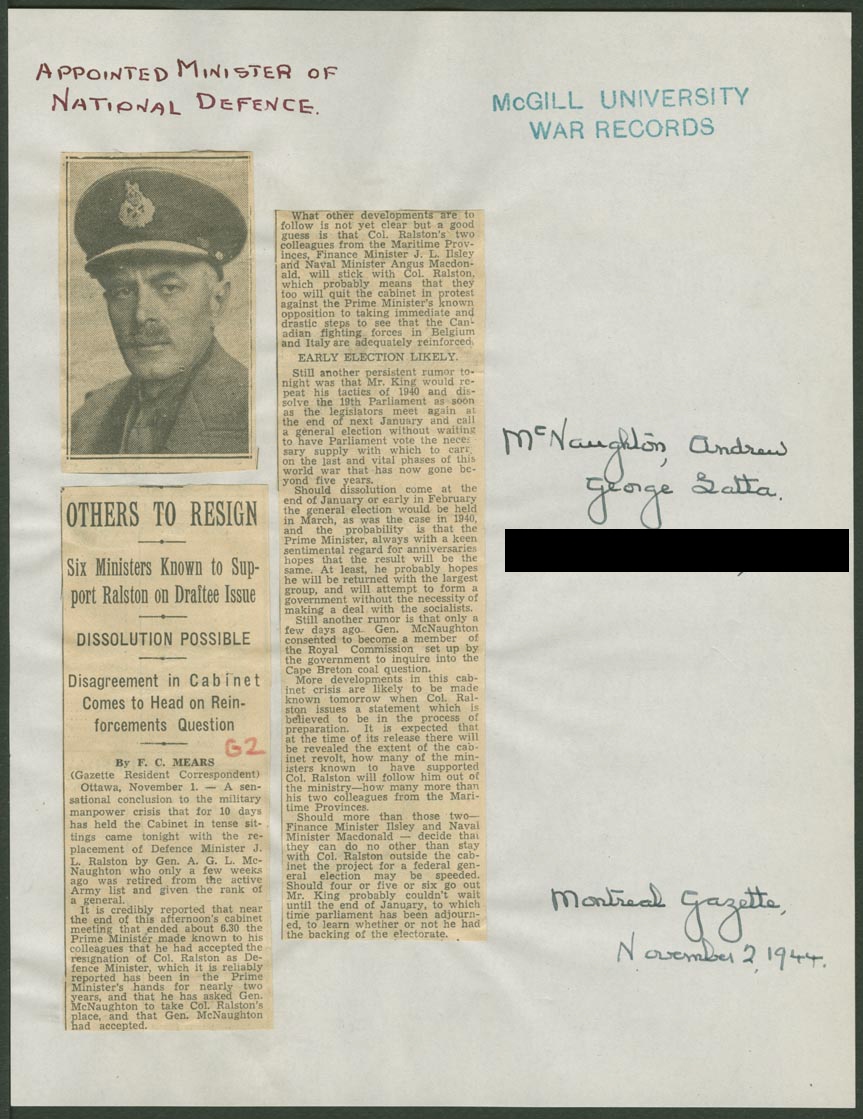 APPOINTED MINISTER OF
NATIONAL DEFENCE.
McGILL UNIVERSITY
WAR RECORDS
OTHERS TO RESIGN
Six Ministers Known to Sup-
port Ralston on Draftee Issue
DISSOLUTION POSSIBLE
Disagreement in Cabinet
Comes to Head on Rein-
forcements Question
G2
By F. C. MEARS
(Gazette Resident Correspondent)
Ottawa, November 1. — A sen-
sational conclusion to the military
manpower crisis that for 10 days
has held the Cabinet in tense sit-
tings came tonight with the re-
placement of Defence Minister J.
L. Ralston by Gen. A. G. L. Mc-
Naughton who only a few weeks
ago was retired from the active
Army list and given the rank of
a general.
It is credibly reported that near
the end of this afternoon's cabinet
meeting that ended about 6.30 the
Prime Minister made known to his
colleagues that he had accepted the
resignation of Col. Ralston as De-
fence Minister, which it is reliably
reported has been in the Prime
Minister's hands for nearly two
years, and that he has asked Gen.
McNaughton to take Col. Ralston's
place, and that Gen. McNaughton
had accepted.
What other developments are to
follow is not yet clear but a good
guess is that Col. Ralston's two
colleagues from the Maritime Prov-
inces, Finance Minister J. L. Ilsley
and Naval Minister Angus Macdon-
ald, will stick with Col. Ralston,
which probably means that they
too will quit the cabinet in protest
against the Prime Minister's known
opposition to taking immediate and
drastic steps to see that the Can-
adian fighting forces in Belgium
and Italy are adequately reinforced.
EARLY ELECTION LIKELY.
Still another persistent rumor to-
night was that Mr. King would re-
peat his tactics of 1940 and dis-
solve the 19th Parliament as soon
as the legislators meet again at
the end of next January and call
a general election without waiting
to have Parliament vote the neces-
sary supply with which to carry
on the last and vital phases of this
world war that has now gone be-
yond five years.
Should dissolution come at the
end of January or early in February
the general election would be held
in March, as was the case in 1940,
and the probability is that the
Prime Minister, always with a keen
sentimental regard for anniversaries
hopes that the result will be the
same. At least, he probably hopes
he will be returned with the largest
group, and will attempt to form a
government without the necessity of
making a deal with the socialists.
Still another rumor is that only a
few days ago Gen. McNaughton
consented to become a member of
the Royal Commission set up by
the government to inquire into the
Cape Breton coal question.
More developments in this cab-
inet crisis are likely to be made
known tomorrow when Col. Ral-
ston issues a statement which is
believed to be in the process of
preparation. It is expected that
at the time of its release there will
be revealed the extent of the cab-
inet revolt, how many of the min-
isters known to have supported
Col. Ralston will follow him out of
the ministry—how many more than
his two colleagues from the Mari-
time Provinces.
Should more than those two—
Finance Minister Ilsley and Naval
Minister Macdonald — decide that
they can do no other than stay
with Col. Ralston outside the cab-
inet the project for a federal gen-
eral election may be speeded.
Should four or five or six go out
Mr. King probably couldn't wait
until the end of January, to which
time parliament has been adjourn-
ed, to learn whether or not he had
the backing of the electorate.
McNaughton, Andrew
George Latta.
Montreal Gazette,
November 2, 1944.